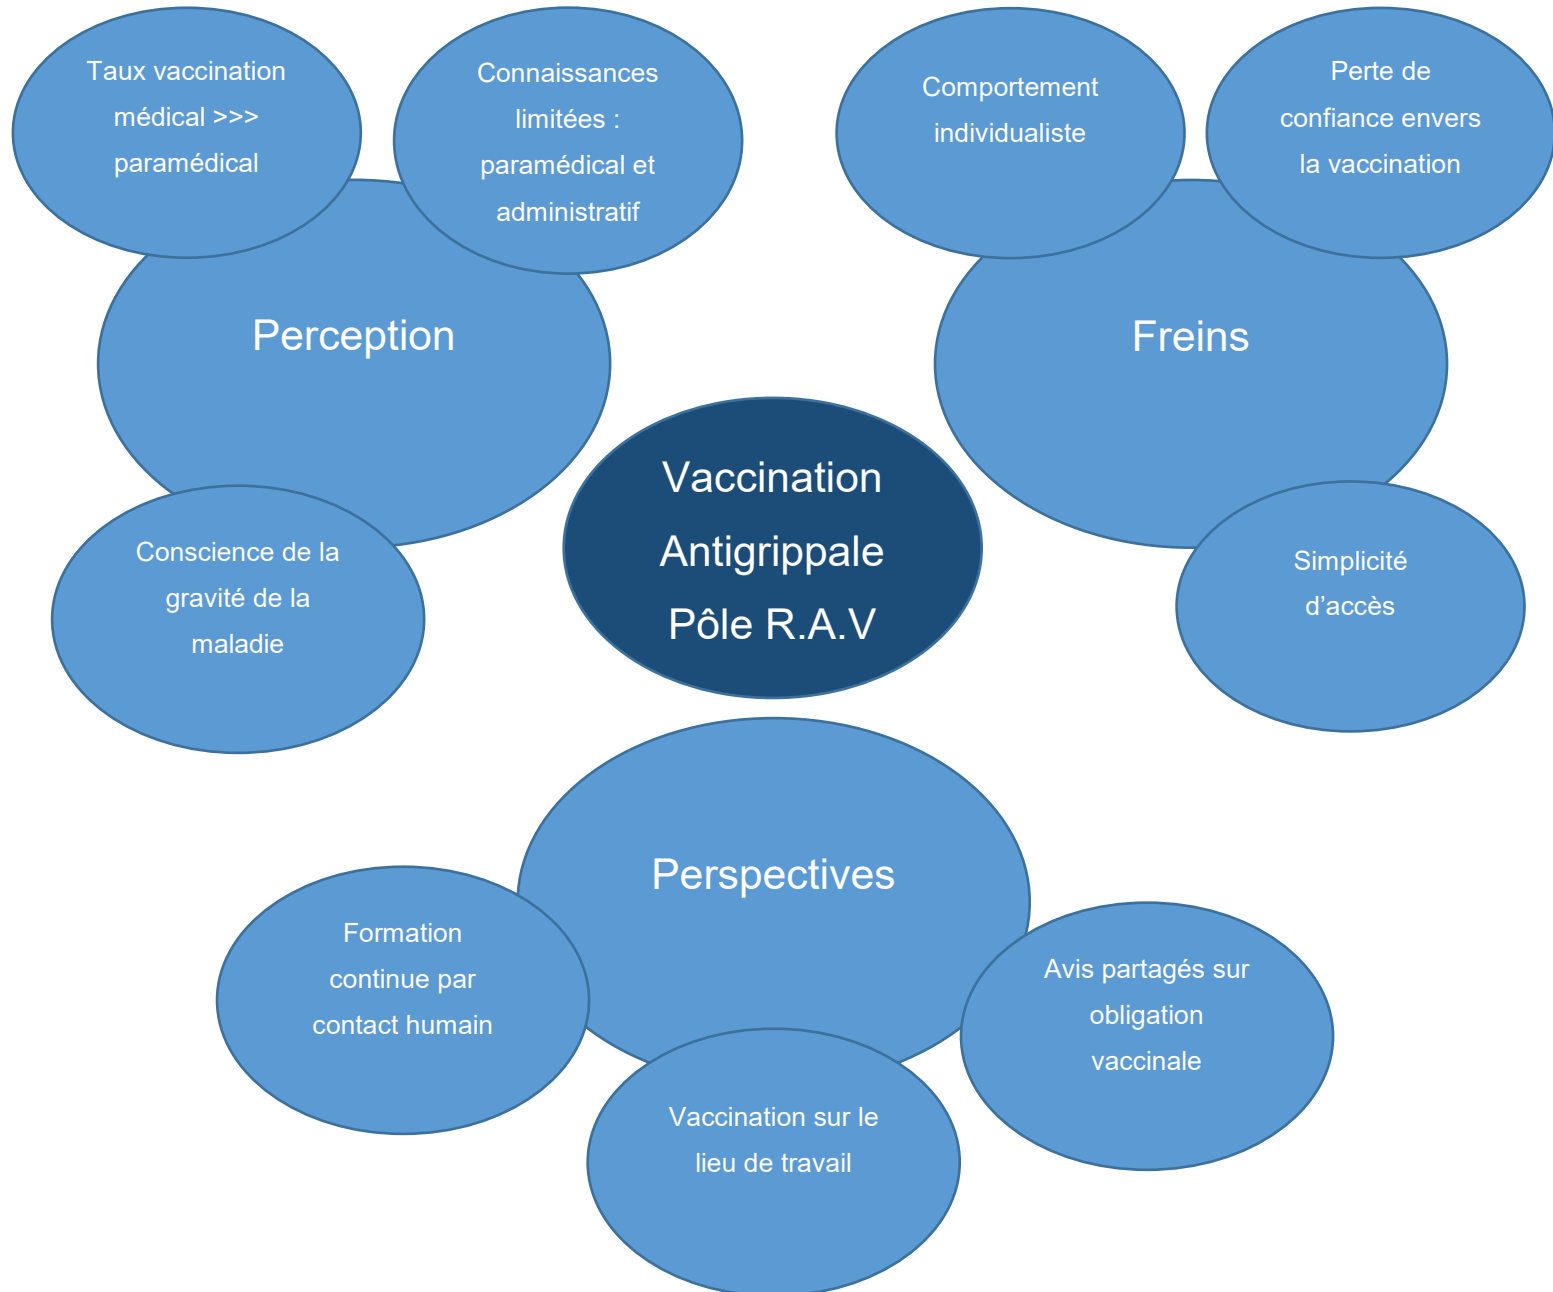 Taux vaccination
médical >>>
paramédical
Connaissances
limitées :
paramédical et
administratif
Comportement
individualiste
Perte de
confiance envers
la vaccination
Perception
Freins
Vaccination
Antigrippale
Pôle R.A.V
Conscience de la
gravité de la
maladie
Simplicité
d’accès
Perspectives
Formation
continue par
contact humain
Avis partagés sur
obligation
vaccinale
Vaccination sur le
lieu de travail